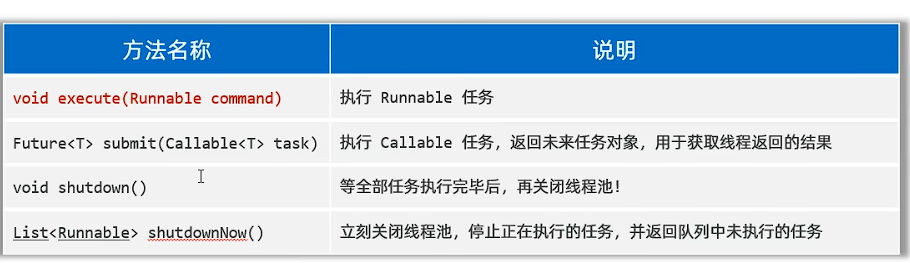 方法名称 说明
void execute(Runnable command) 执行 Runnable 任务
Future<T> submit(Callable<T> task) 执行 Callable 任务，返回未来任务对象，用于获取线程返回的结果
void shutdown() 等全部任务执行完毕后，再关闭线程池！
List<Runnable> shutdownNow() 立刻关闭线程池，停止正在执行的任务，并返回队列中未执行的任务